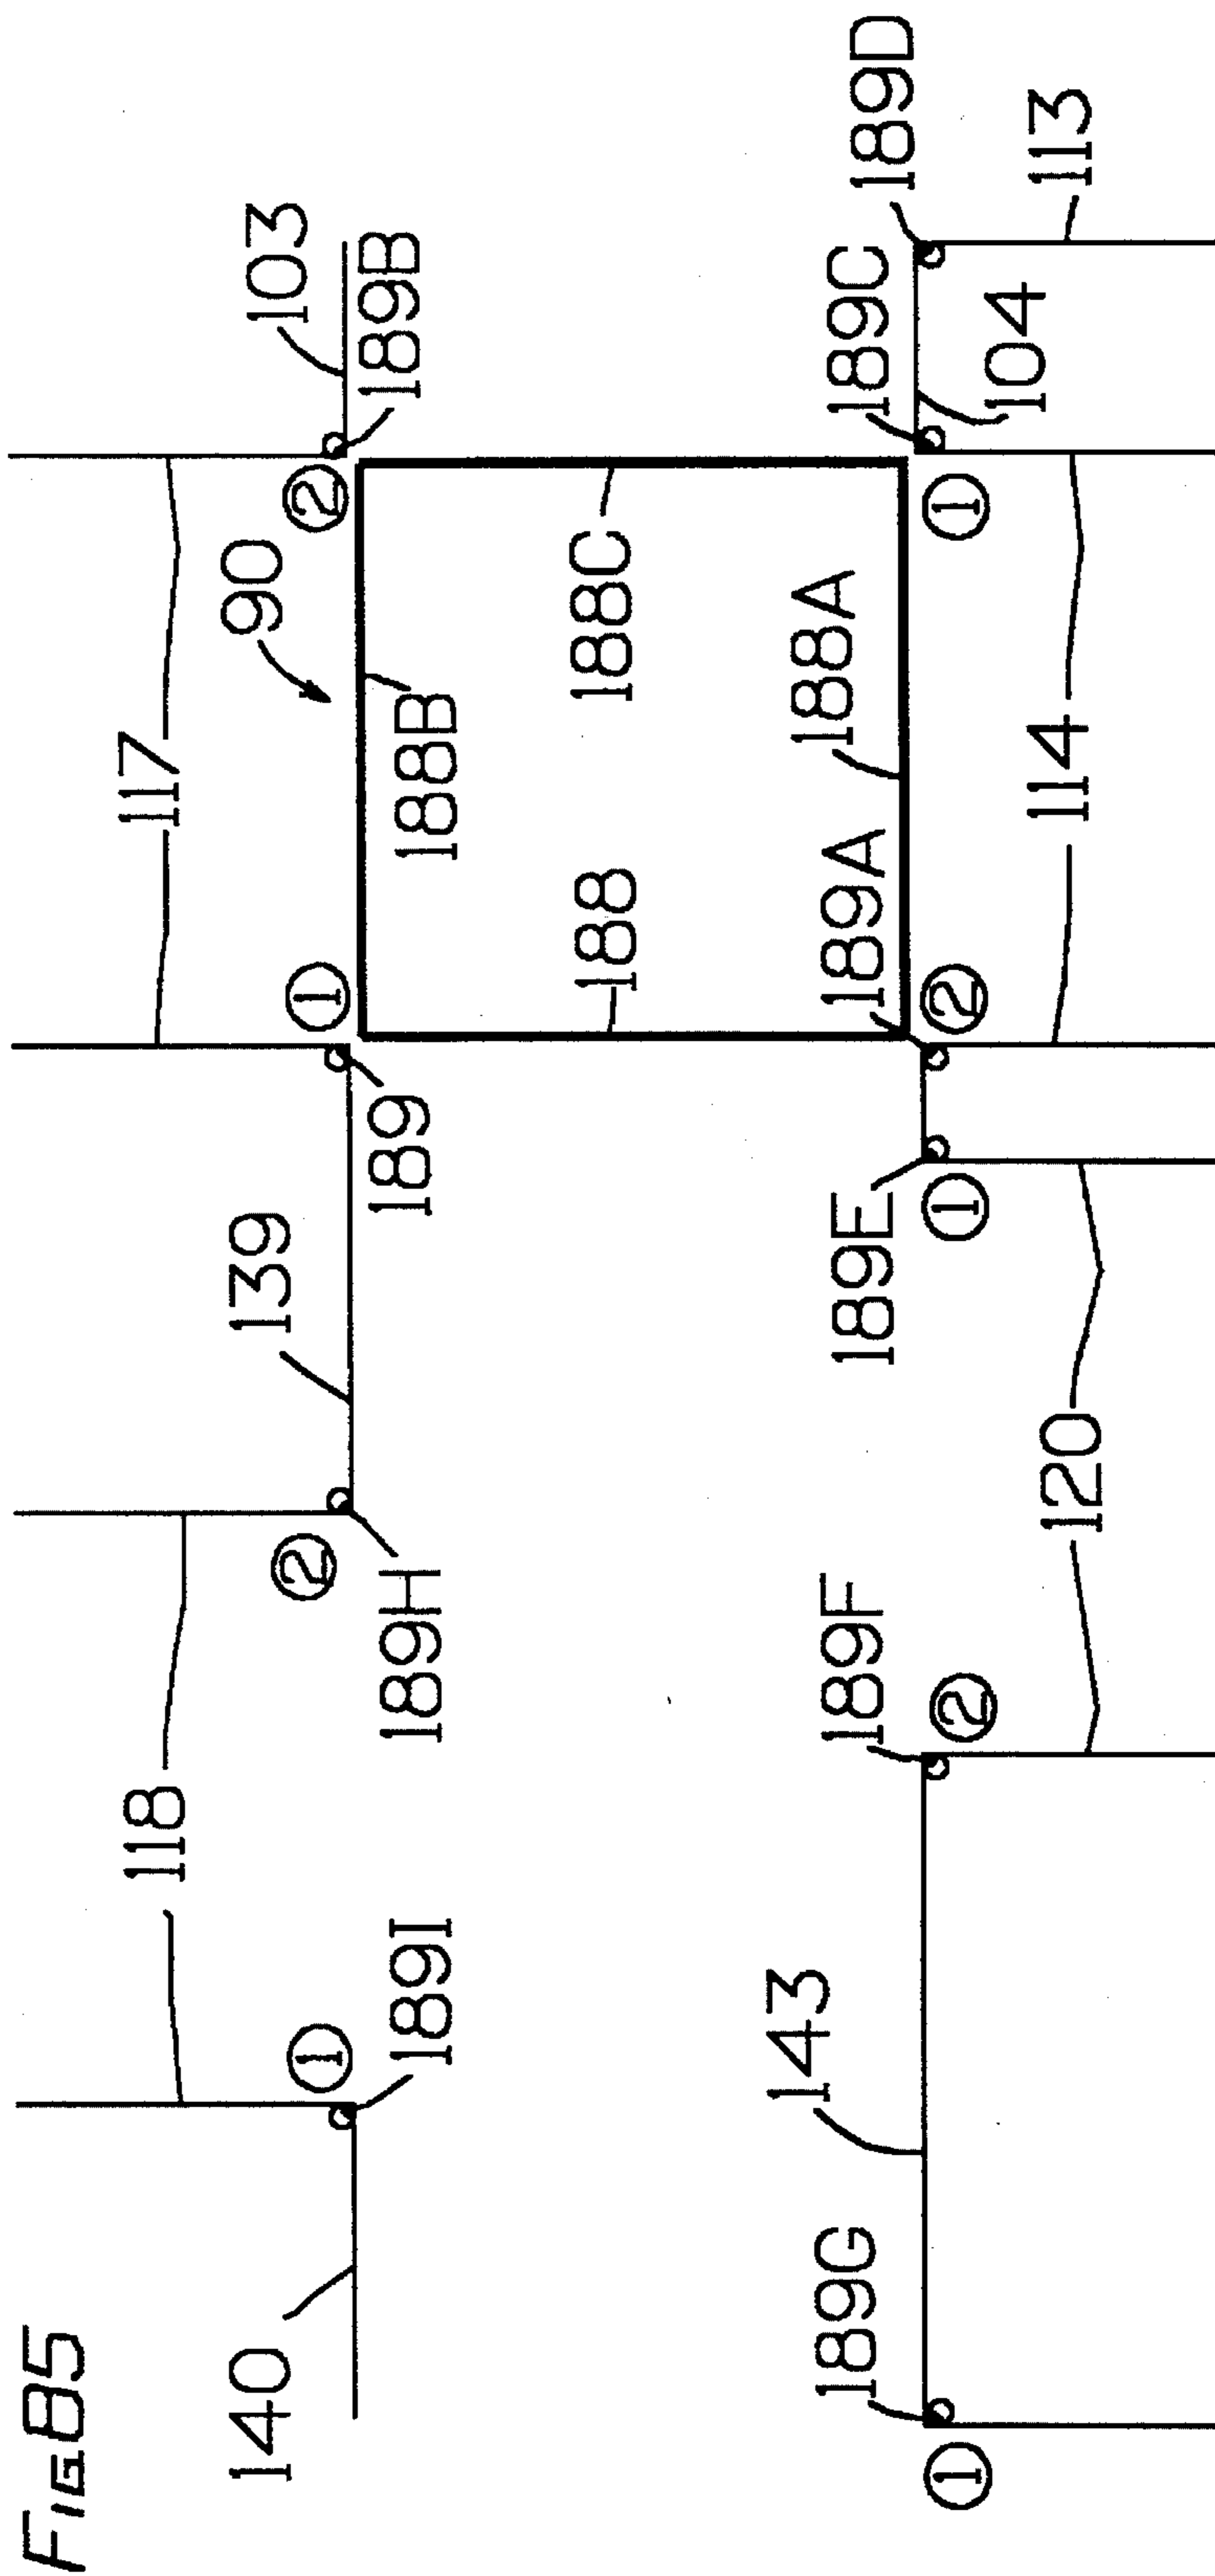 FIG 85
118 117
140 139 90 103
① ② ① ②
189I 189H 189 188B 189B
188 188C
143 188A
189G 189F 189E 189A 189C 189D
① ② ① ② ① 104
120 114 113